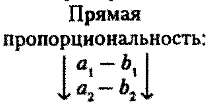 Прямая
пропорциональность:
↓ a₁ – b₁ ↓
a₂ – b₂